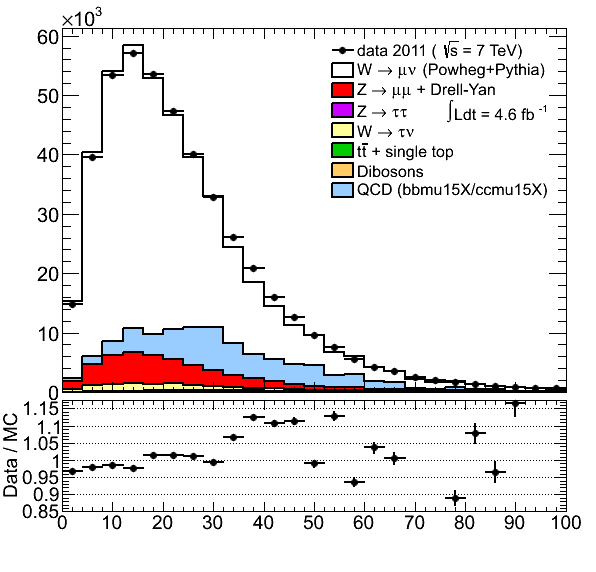 ×10³
60
50
40
30
20
10
0
data 2011 ( √s = 7 TeV)
W → μν (Powheg+Pythia)
Z → μμ + Drell-Yan
Z → ττ
∫Ldt = 4.6 fb⁻¹
W → τν
tt̅ + single top
Dibosons
QCD (bbmu15X/ccmu15X)
Data / MC
1.15
1.1
1.05
1
0.95
0.9
0.85
0 10 20 30 40 50 60 70 80 90 100